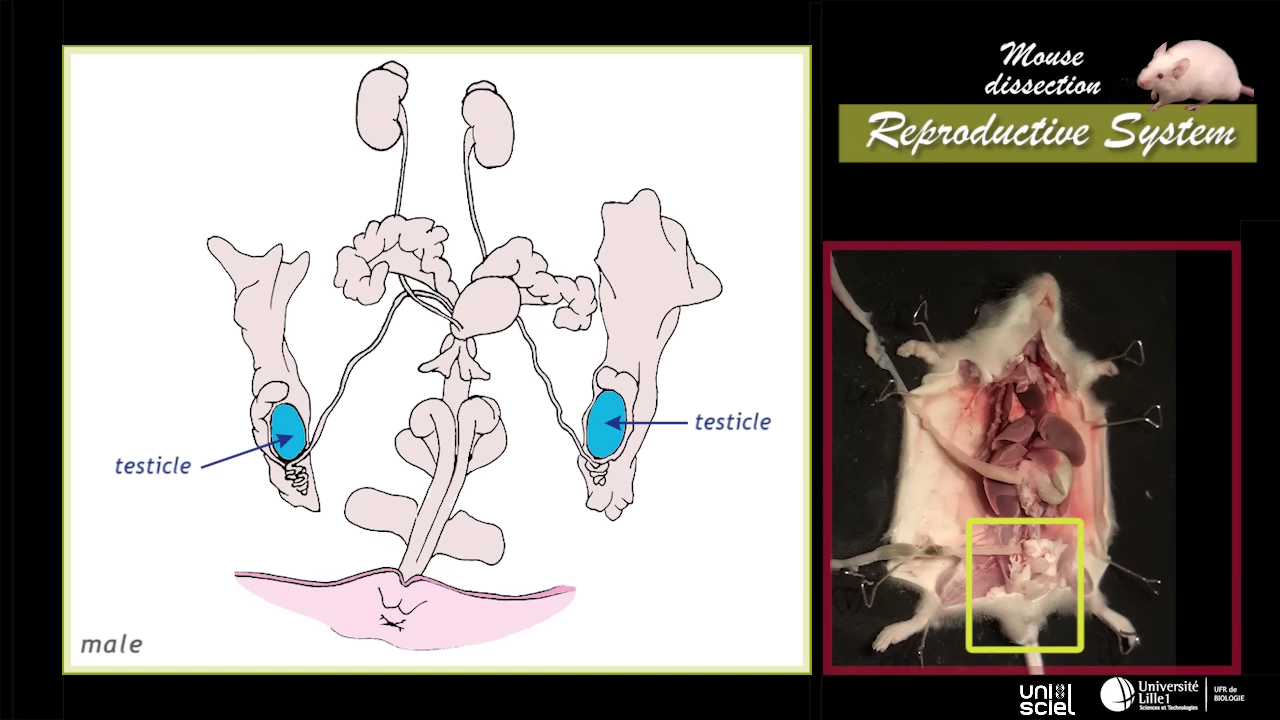 Mouse
dissection
Reproductive System
testicle
testicle
male
uni
sciel
Université
Lille1
Sciences et Technologies
UFR de
BIOLOGIE